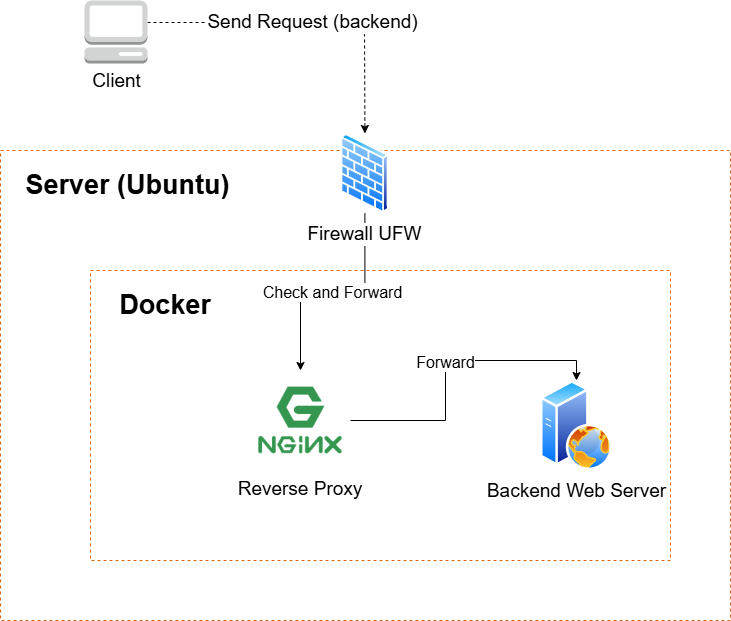 Send Request (backend)
Client
Server (Ubuntu)
Firewall UFW
Docker
Check and Forward
Forward
NGiNX
Reverse Proxy
Backend Web Server